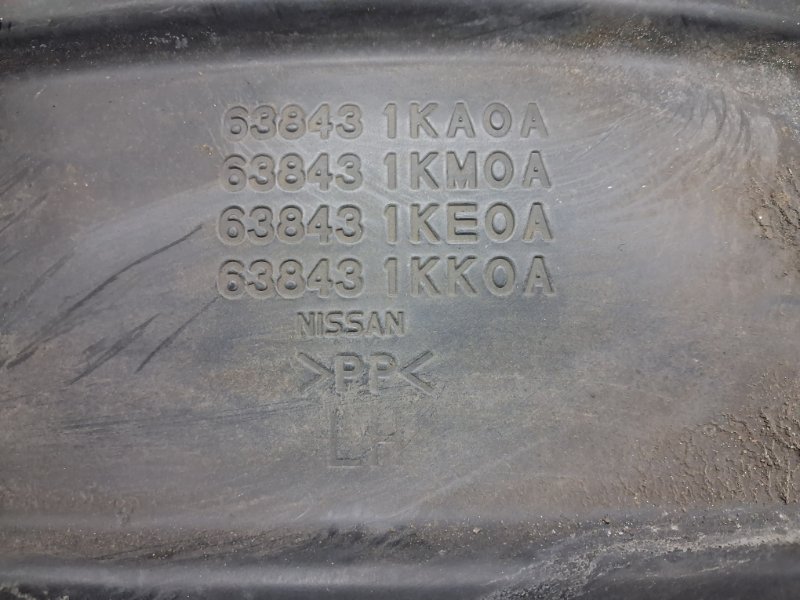 63843 1KA0A
63843 1KM0A
63843 1KE0A
63843 1KK0A
NISSAN
>PP<
LH